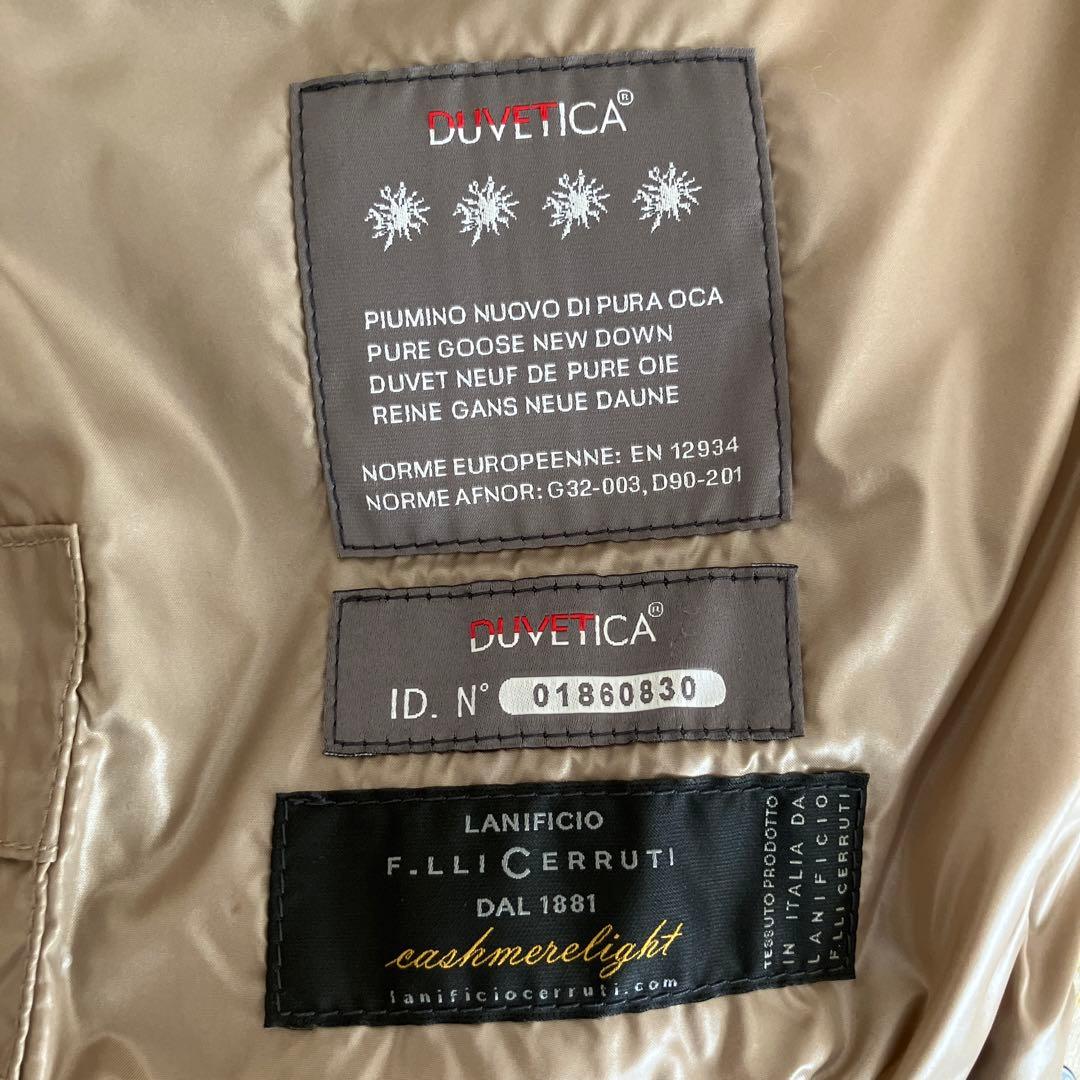 DUVETICA®
PIUMINO NUOVO DI PURA OCA
PURE GOOSE NEW DOWN
DUVET NEUF DE PURE OIE
REINE GANS NEUE DAUNE
NORME EUROPEENNE: EN 12934
NORME AFNOR: G32-003, D90-201
DUVETICA®
ID. N° 01860830
LANIFICIO
F.LLI CERRUTI
DAL 1881
cashmerelight
lanificiocerruti.com
TESSUTO PRODOTTO
IN ITALIA DA
LANIFICIO
F.LLI CERRUTI